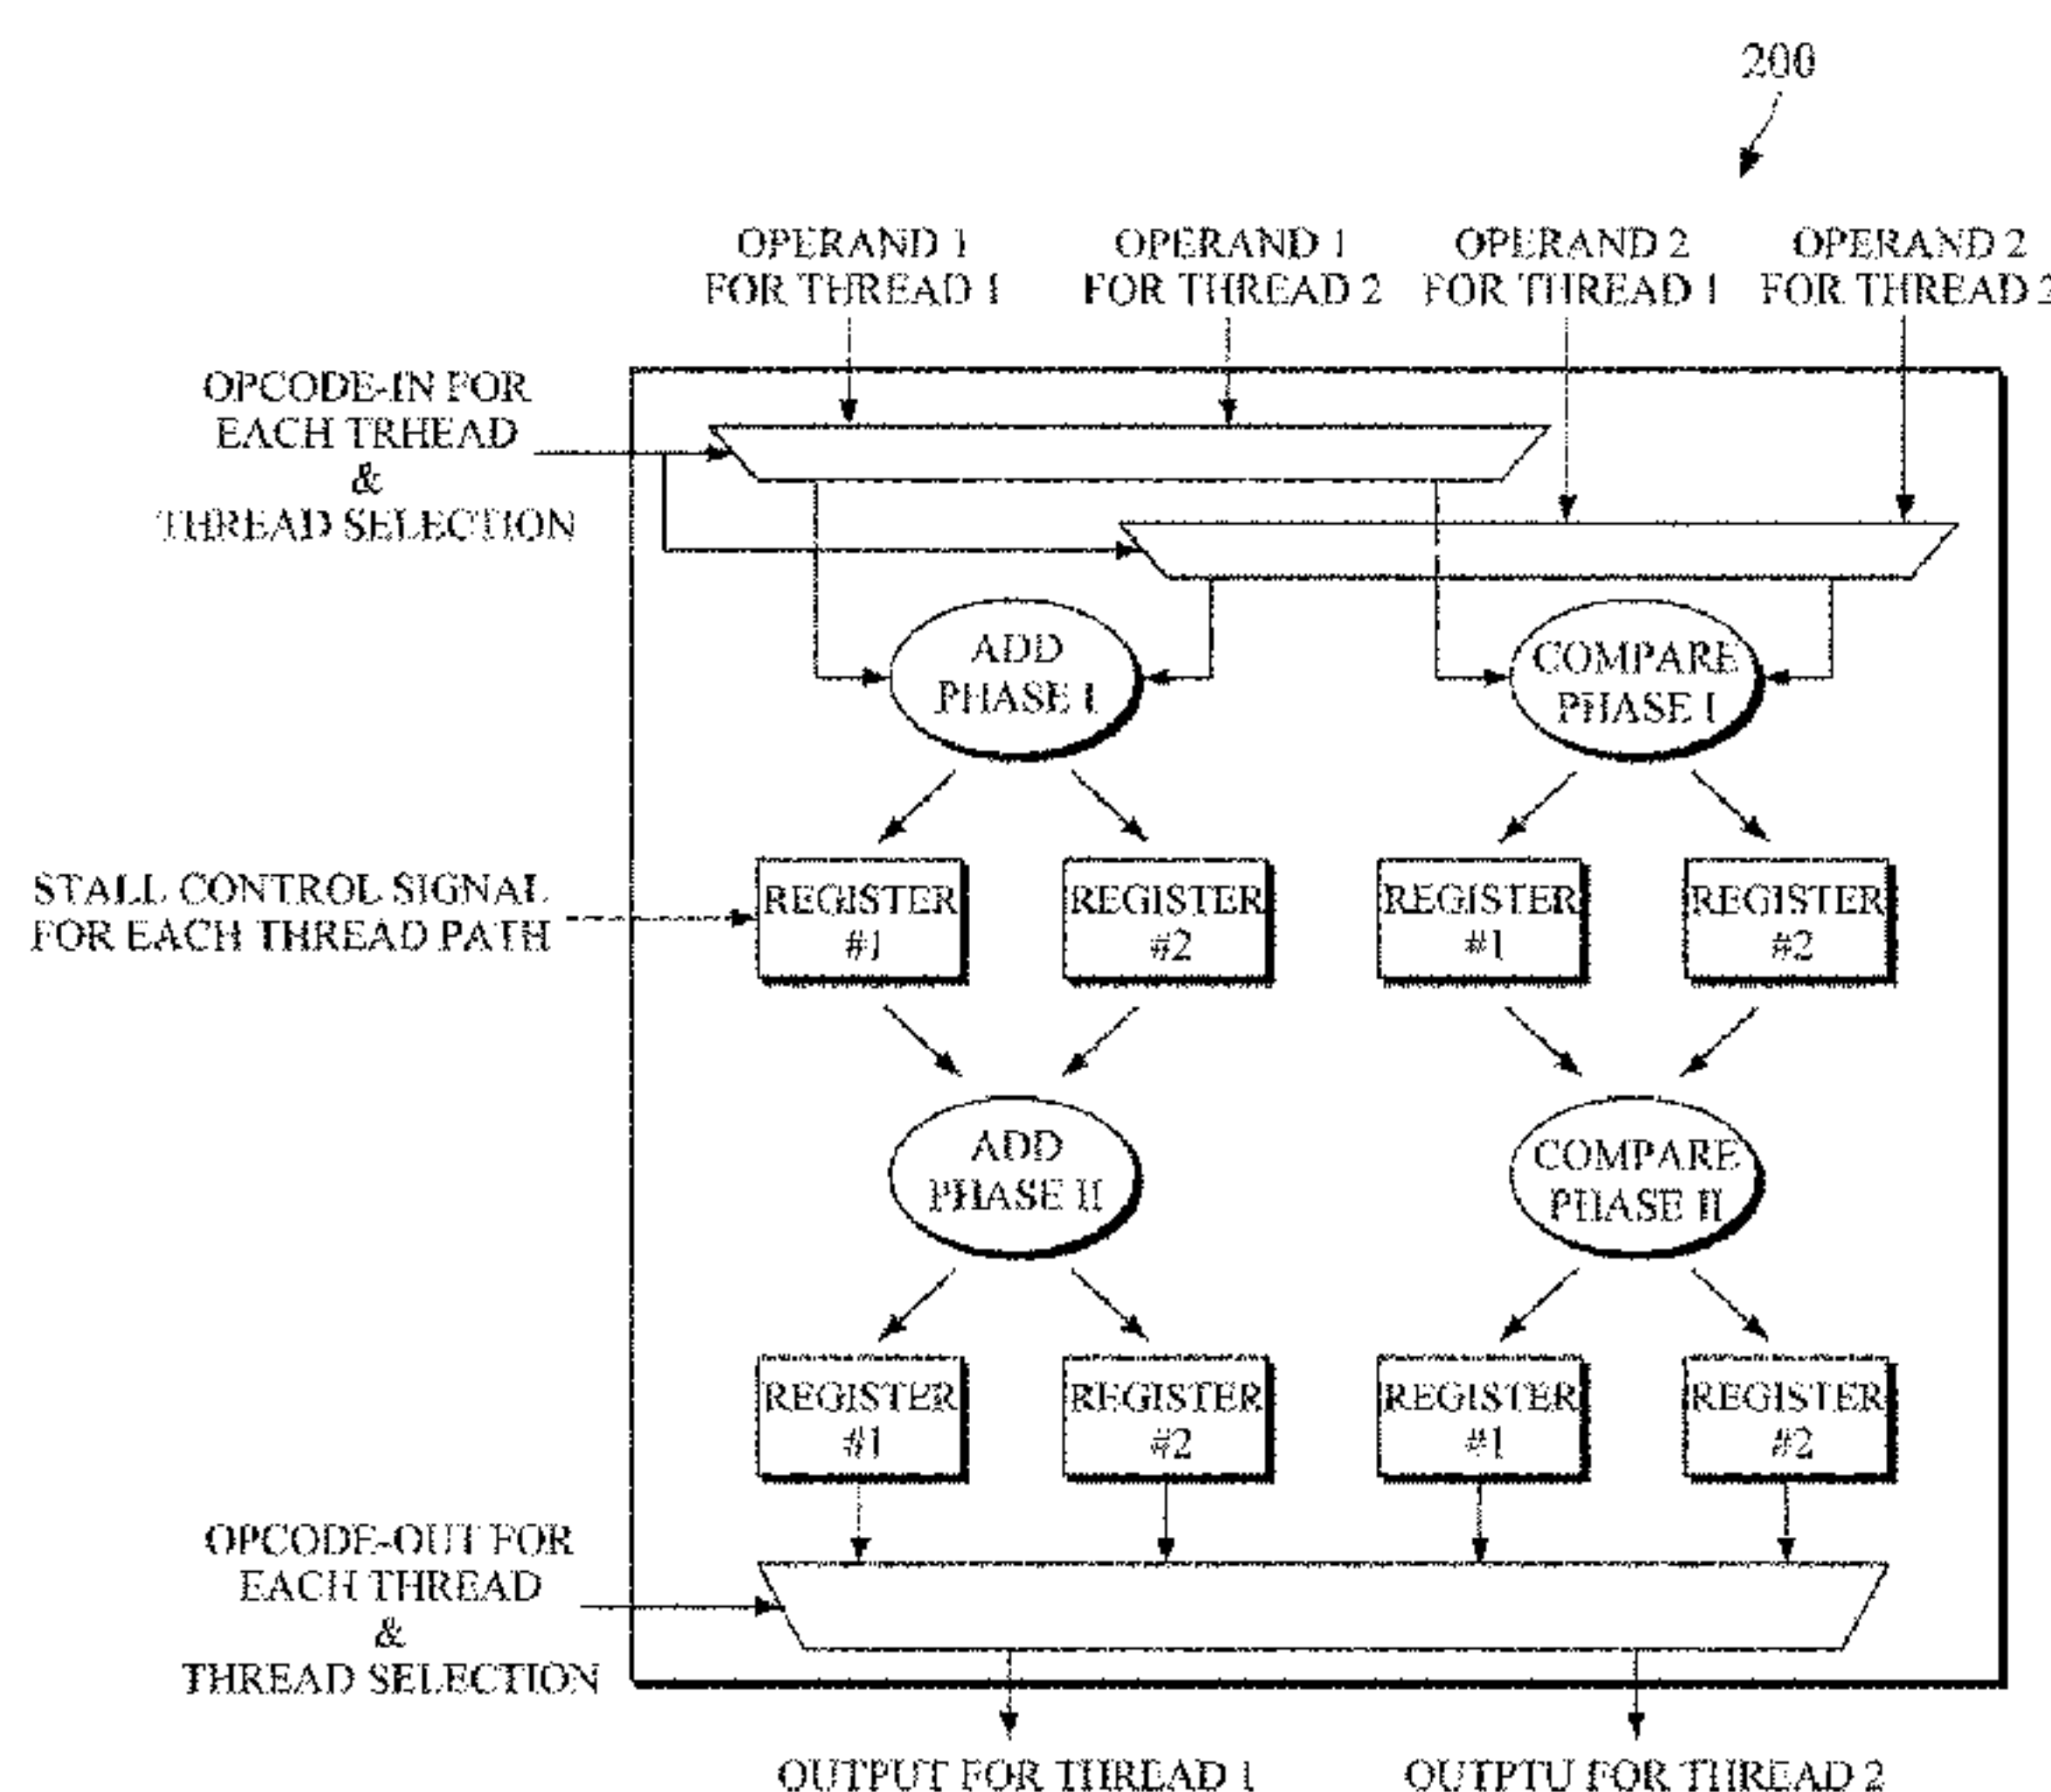 200
OPERAND 1
FOR THREAD 1
OPERAND 1
FOR THREAD 2
OPERAND 2
FOR THREAD 1
OPERAND 2
FOR THREAD 2
OPCODE-IN FOR
EACH TRHEAD
&
THREAD SELECTION
ADD
PHASE I
COMPARE
PHASE I
STALL CONTROL SIGNAL
FOR EACH THREAD PATH
REGISTER
#1
REGISTER
#2
REGISTER
#1
REGISTER
#2
ADD
PHASE II
COMPARE
PHASE II
REGISTER
#1
REGISTER
#2
REGISTER
#1
REGISTER
#2
OPCODE-OUT FOR
EACH THREAD
&
THREAD SELECTION
OUTPUT FOR THREAD 1
OUTPTU FOR THREAD 2